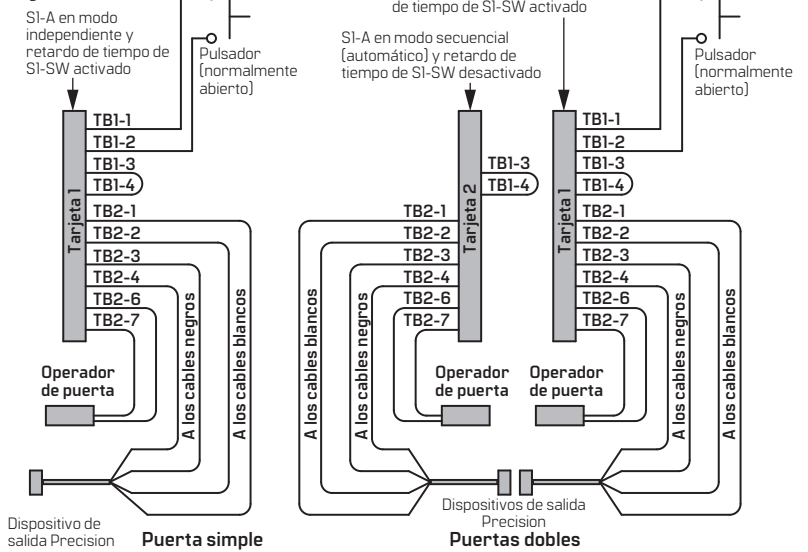 S1-A en modo
independiente y
retardo de tiempo de
S1-SW activado
Pulsador
(normalmente
abierto)
TB1-1
TB1-2
TB1-3
TB1-4
TB2-1
TB2-2
TB2-3
TB2-4
TB2-6
TB2-7
Tarjeta 1
Operador
de puerta
A los cables negros
A los cables blancos
Dispositivo de
salida Precision
Puerta simple
de tiempo de S1-SW activado
S1-A en modo secuencial
(automático) y retardo de
tiempo de S1-SW desactivado
Pulsador
(normalmente
abierto)
TB1-3
TB1-4
TB2-1
TB2-2
TB2-3
TB2-4
TB2-6
TB2-7
Tarjeta 2
TB1-1
TB1-2
TB1-3
TB1-4
TB2-1
TB2-2
TB2-3
TB2-4
TB2-6
TB2-7
Tarjeta 1
A los cables blancos
A los cables negros
Operador
de puerta
Operador
de puerta
A los cables negros
A los cables blancos
Dispositivos de salida
Precision
Puertas dobles